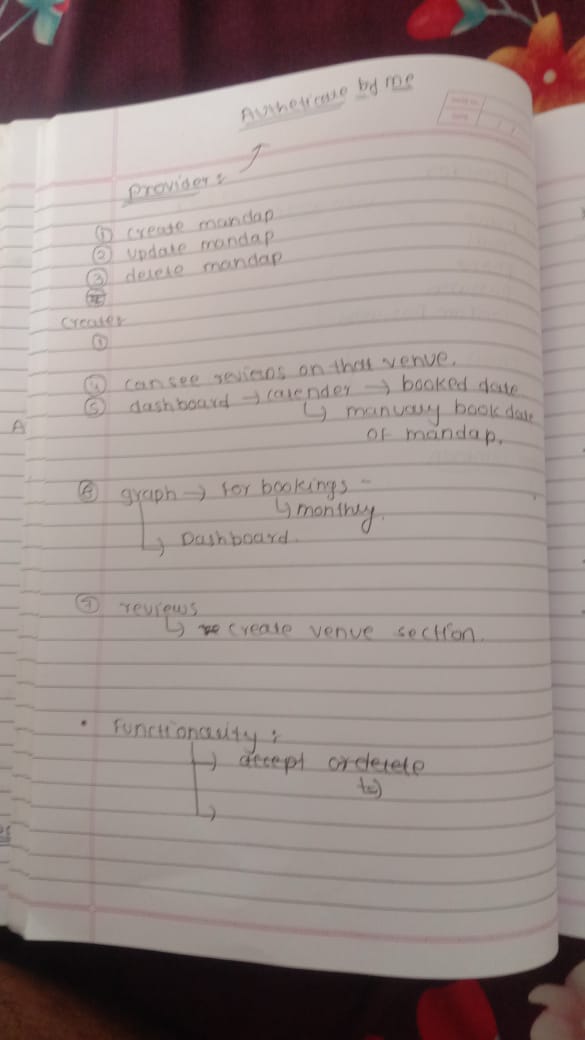 Authenticate by me
provider :
① create mandap
② update mandap
③ delete mandap
Creater
①
④ can see reviews on that venue.
⑤ dashboard → calender → booked date
↳ manually book date
of mandap.
⑥ graph → for bookings -
↳ monthly.
↳ Dashboard.
⑦ reviews
↳ create venue section.
• Functionality :
↳ accept or delete
↳